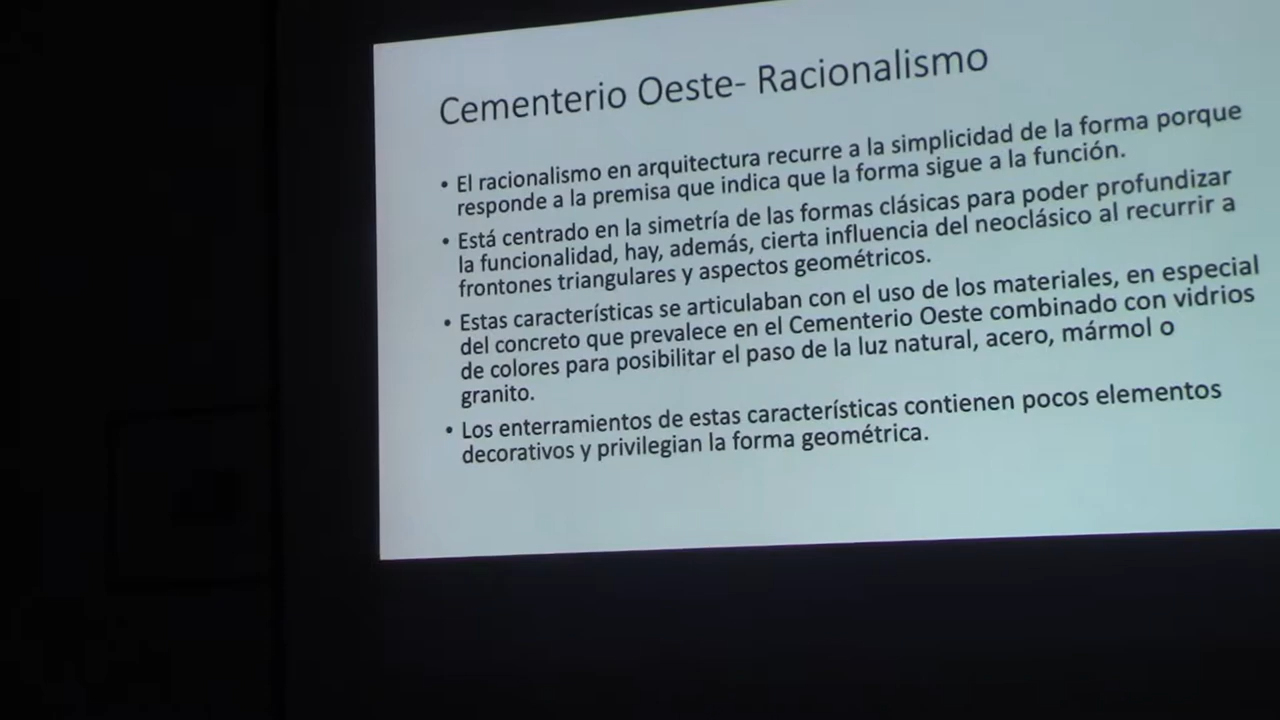 Cementerio Oeste- Racionalismo
• El racionalismo en arquitectura recurre a la simplicidad de la forma porque
responde a la premisa que indica que la forma sigue a la función.
• Está centrado en la simetría de las formas clásicas para poder profundizar
la funcionalidad, hay, además, cierta influencia del neoclásico al recurrir a
frontones triangulares y aspectos geométricos.
• Estas características se articulaban con el uso de los materiales, en especial
del concreto que prevalece en el Cementerio Oeste combinado con vidrios
de colores para posibilitar el paso de la luz natural, acero, mármol o
granito.
• Los enterramientos de estas características contienen pocos elementos
decorativos y privilegian la forma geométrica.